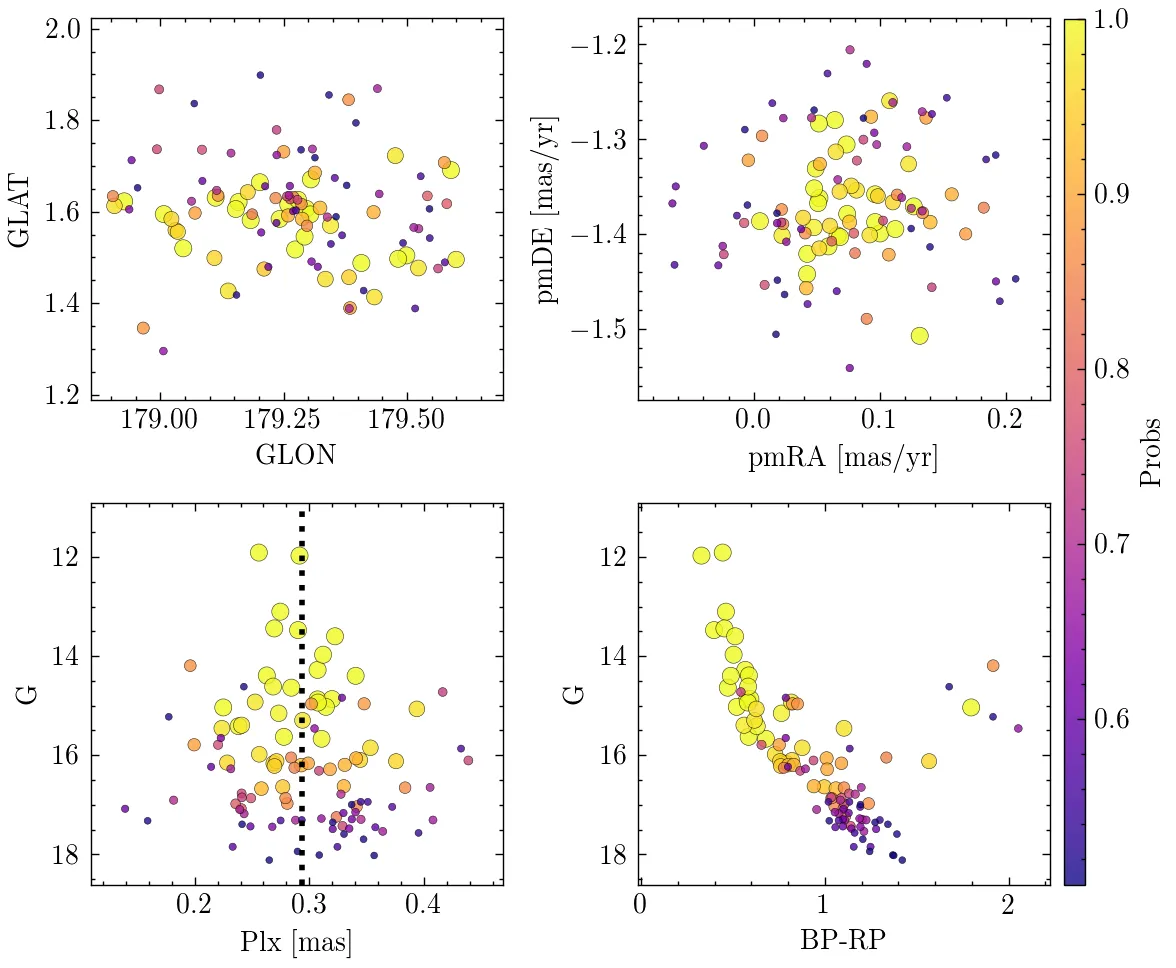 2.0
1.8
1.6
1.4
1.2
GLAT
179.00 179.25 179.50
GLON
−1.2
−1.3
−1.4
−1.5
pmDE [mas/yr]
0.0 0.1 0.2
pmRA [mas/yr]
1.0
0.9
0.8
0.7
0.6
Probs
12
14
16
18
G
0.2 0.3 0.4
Plx [mas]
12
14
16
18
G
0 1 2
BP-RP